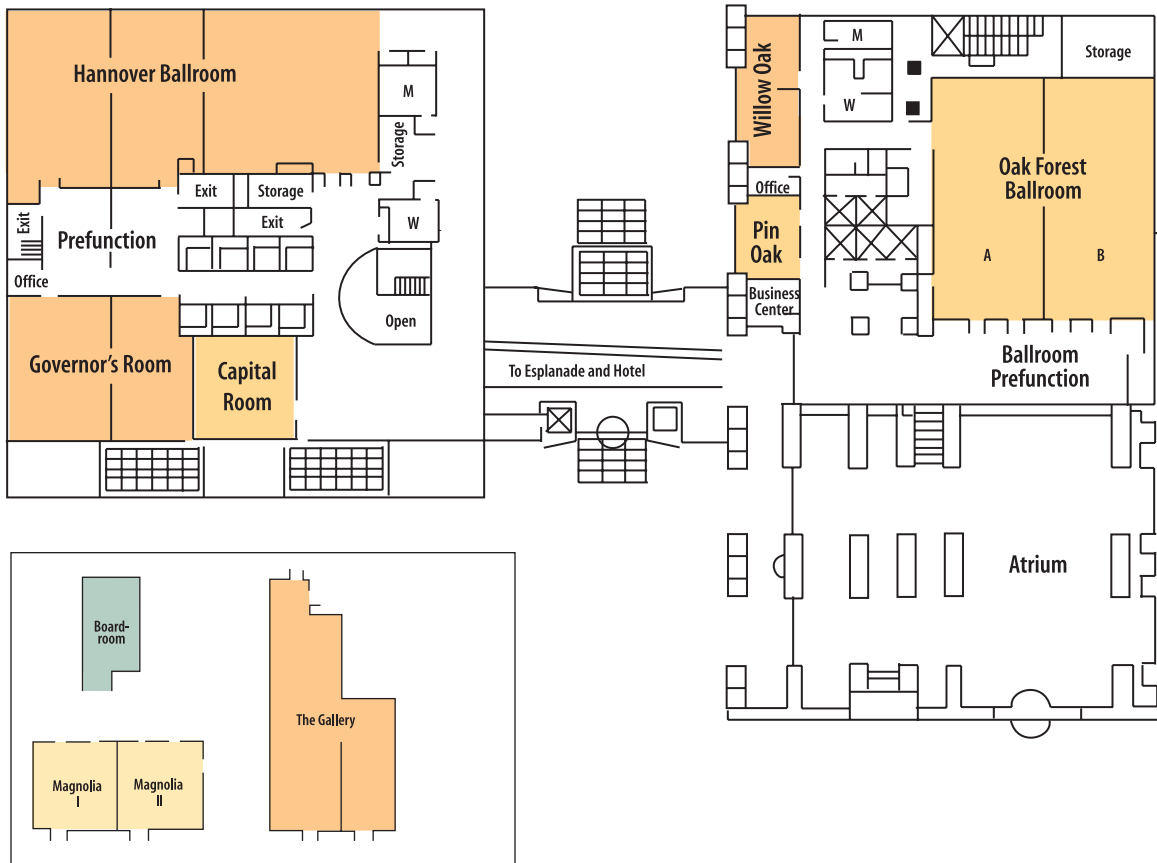 Hannover Ballroom
M
Storage
Exit
Storage
Exit
W
Exit
Prefunction
Office
Open
Governor's Room
Capital
Room
To Esplanade and Hotel
Willow Oak
M
W
Storage
Office
Pin
Oak
Business
Center
Oak Forest
Ballroom
A
B
Ballroom
Prefunction
Atrium
Board-
room
The Gallery
Magnolia
I
Magnolia
II